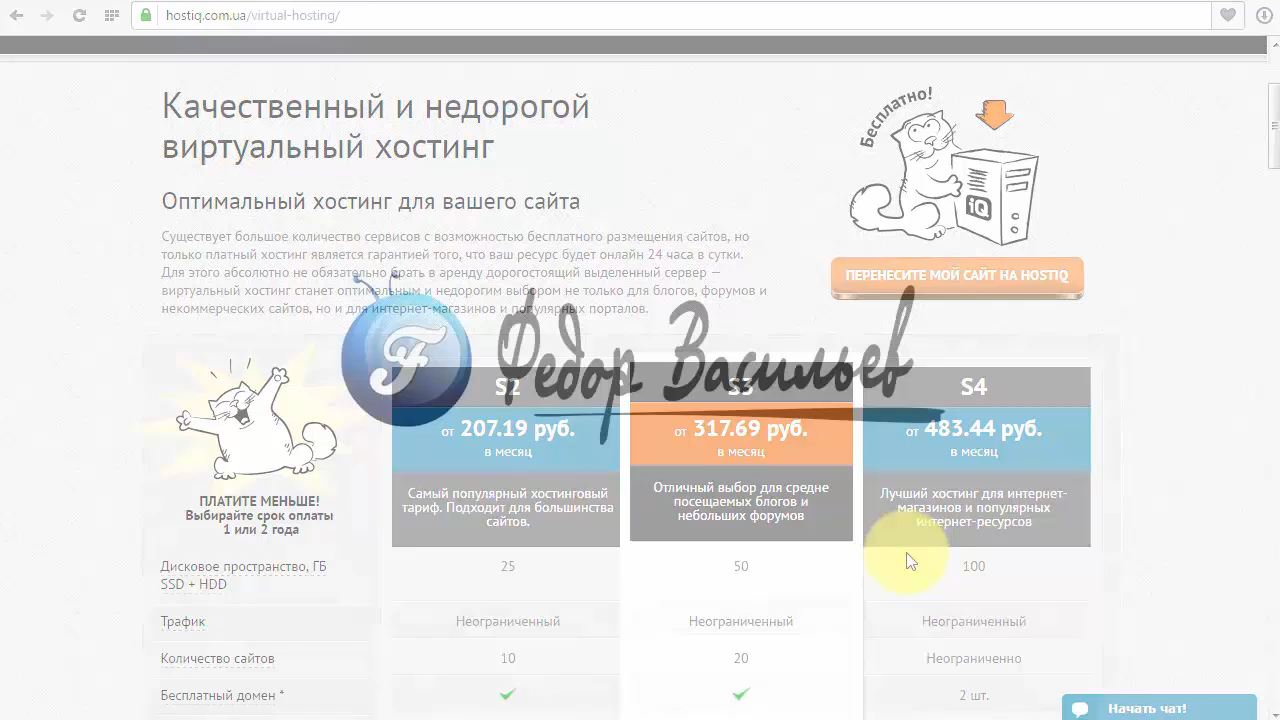 hostiq.com.ua/virtual-hosting/
Качественный и недорогой
виртуальный хостинг
Бесплатно!
Оптимальный хостинг для вашего сайта
Существует большое количество сервисов с возможностью бесплатного размещения сайтов, но
только платный хостинг является гарантией того, что ваш ресурс будет онлайн 24 часа в сутки.
Для этого абсолютно не обязательно брать в аренду дорогостоящий выделенный сервер —
виртуальный хостинг станет оптимальным и недорогим выбором не только для блогов, форумов и
некоммерческих сайтов, но и для интернет-магазинов и популярных порталов.
iQ
ПЕРЕНЕСИТЕ МОЙ САЙТ НА HOSTIQ
F
Федор Васильев
ПЛАТИТЕ МЕНЬШЕ!
Выбирайте срок оплаты
1 или 2 года
S2
от 207.19 руб.
в месяц
Самый популярный хостинговый
тариф. Подходит для большинства
сайтов.
S3
от 317.69 руб.
в месяц
Отличный выбор для средне
посещаемых блогов и
небольших форумов
S4
от 483.44 руб.
в месяц
Лучший хостинг для интернет-
магазинов и популярных
интернет-ресурсов
Дисковое пространство, ГБ
SSD + HDD
25 50 100
Трафик Неограниченный Неограниченный Неограниченный
Количество сайтов 10 20 Неограниченно
Бесплатный домен * 2 шт.
Начать чат!